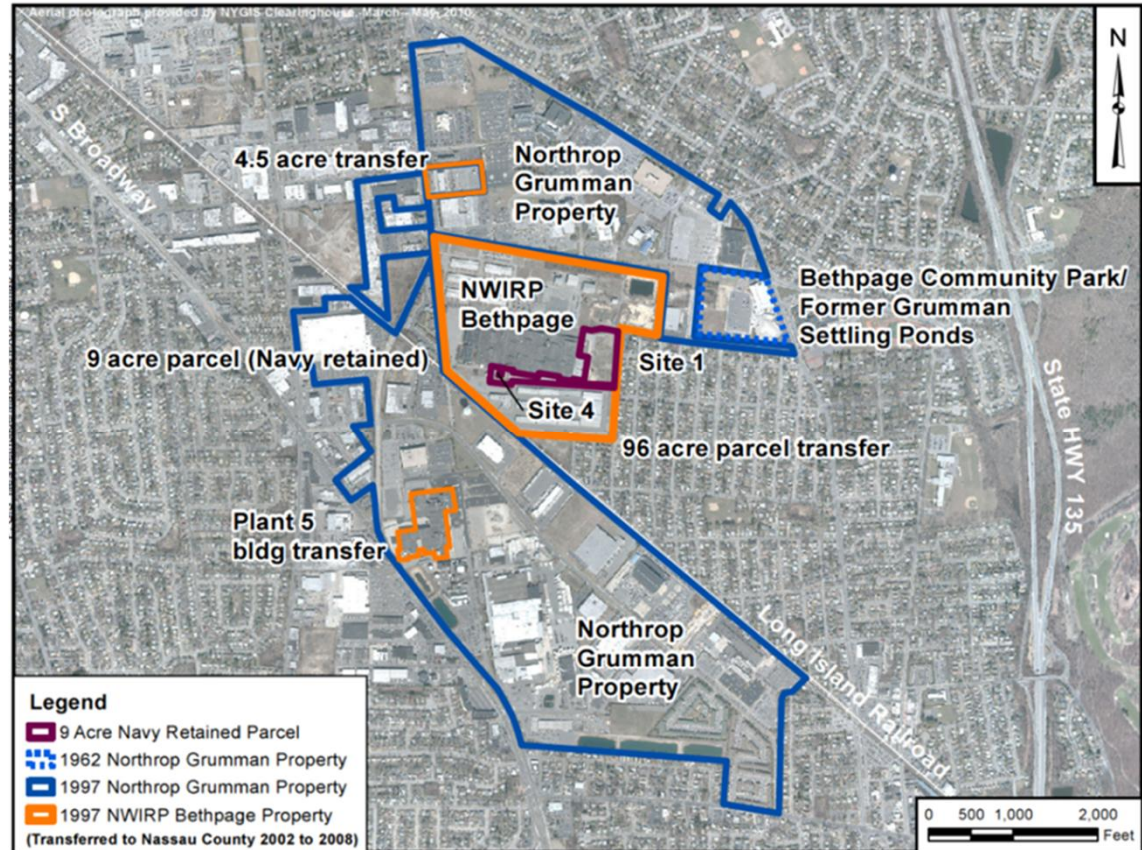 Aerial photograph provided by NYGIS Clearinghouse, March - May, 2010
N
S Broadway
4.5 acre transfer
Northrop
Grumman
Property
NWIRP
Bethpage
Bethpage Community Park/
Former Grumman
Settling Ponds
9 acre parcel (Navy retained)
Site 1
Site 4
State HWY 135
96 acre parcel transfer
Plant 5
bldg transfer
Northrop
Grumman
Property
Long Island Railroad
Legend
9 Acre Navy Retained Parcel
1962 Northrop Grumman Property
1997 Northrop Grumman Property
1997 NWIRP Bethpage Property
(Transferred to Nassau County 2002 to 2008)
0 500 1,000 2,000
Feet